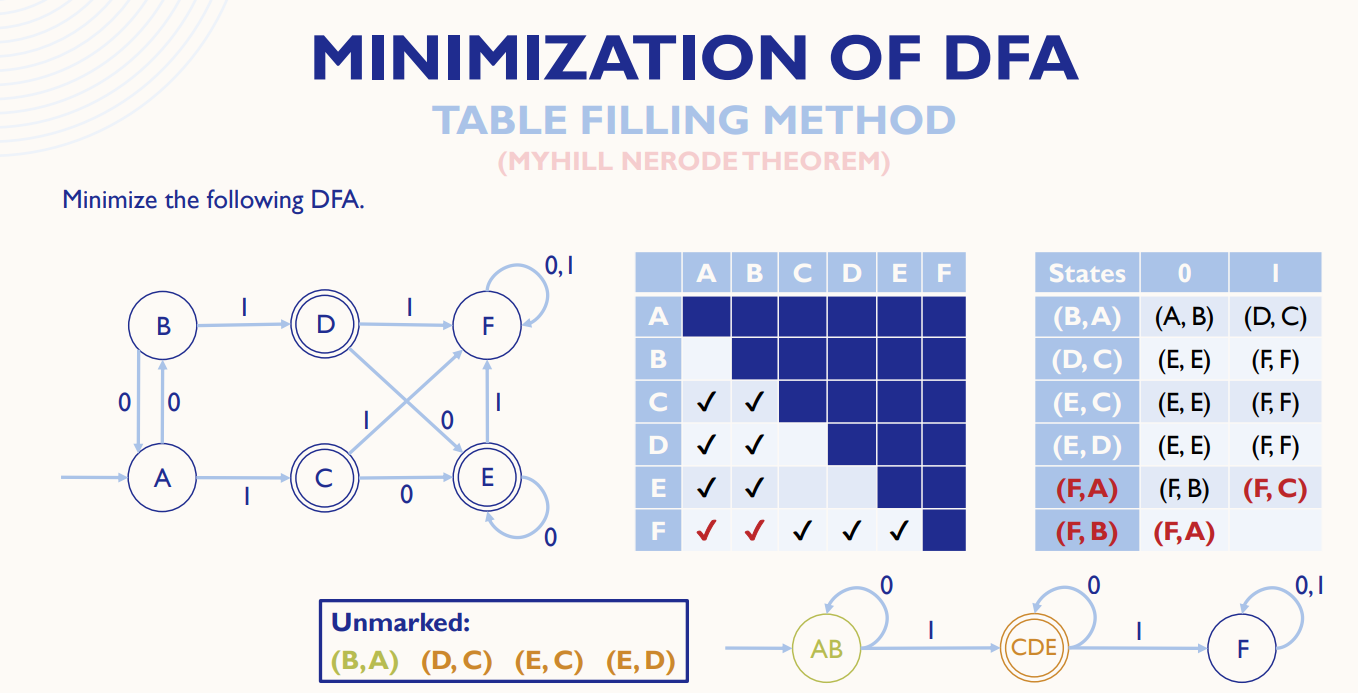 MINIMIZATION OF DFA
TABLE FILLING METHOD
(MYHILL NERODE THEOREM)
Minimize the following DFA.
0,1
B 1 D 1 F
0 0 1 0 1
A 1 C 0 E
0
A B C D E F
A
B
C ✓ ✓
D ✓ ✓
E ✓ ✓
F ✓ ✓ ✓ ✓ ✓
States 0 1
(B,A) (A, B) (D, C)
(D, C) (E, E) (F, F)
(E, C) (E, E) (F, F)
(E, D) (E, E) (F, F)
(F,A) (F, B) (F, C)
(F, B) (F,A)
Unmarked:
(B,A) (D, C) (E, C) (E, D)
0 0 0,1
AB 1 CDE 1 F